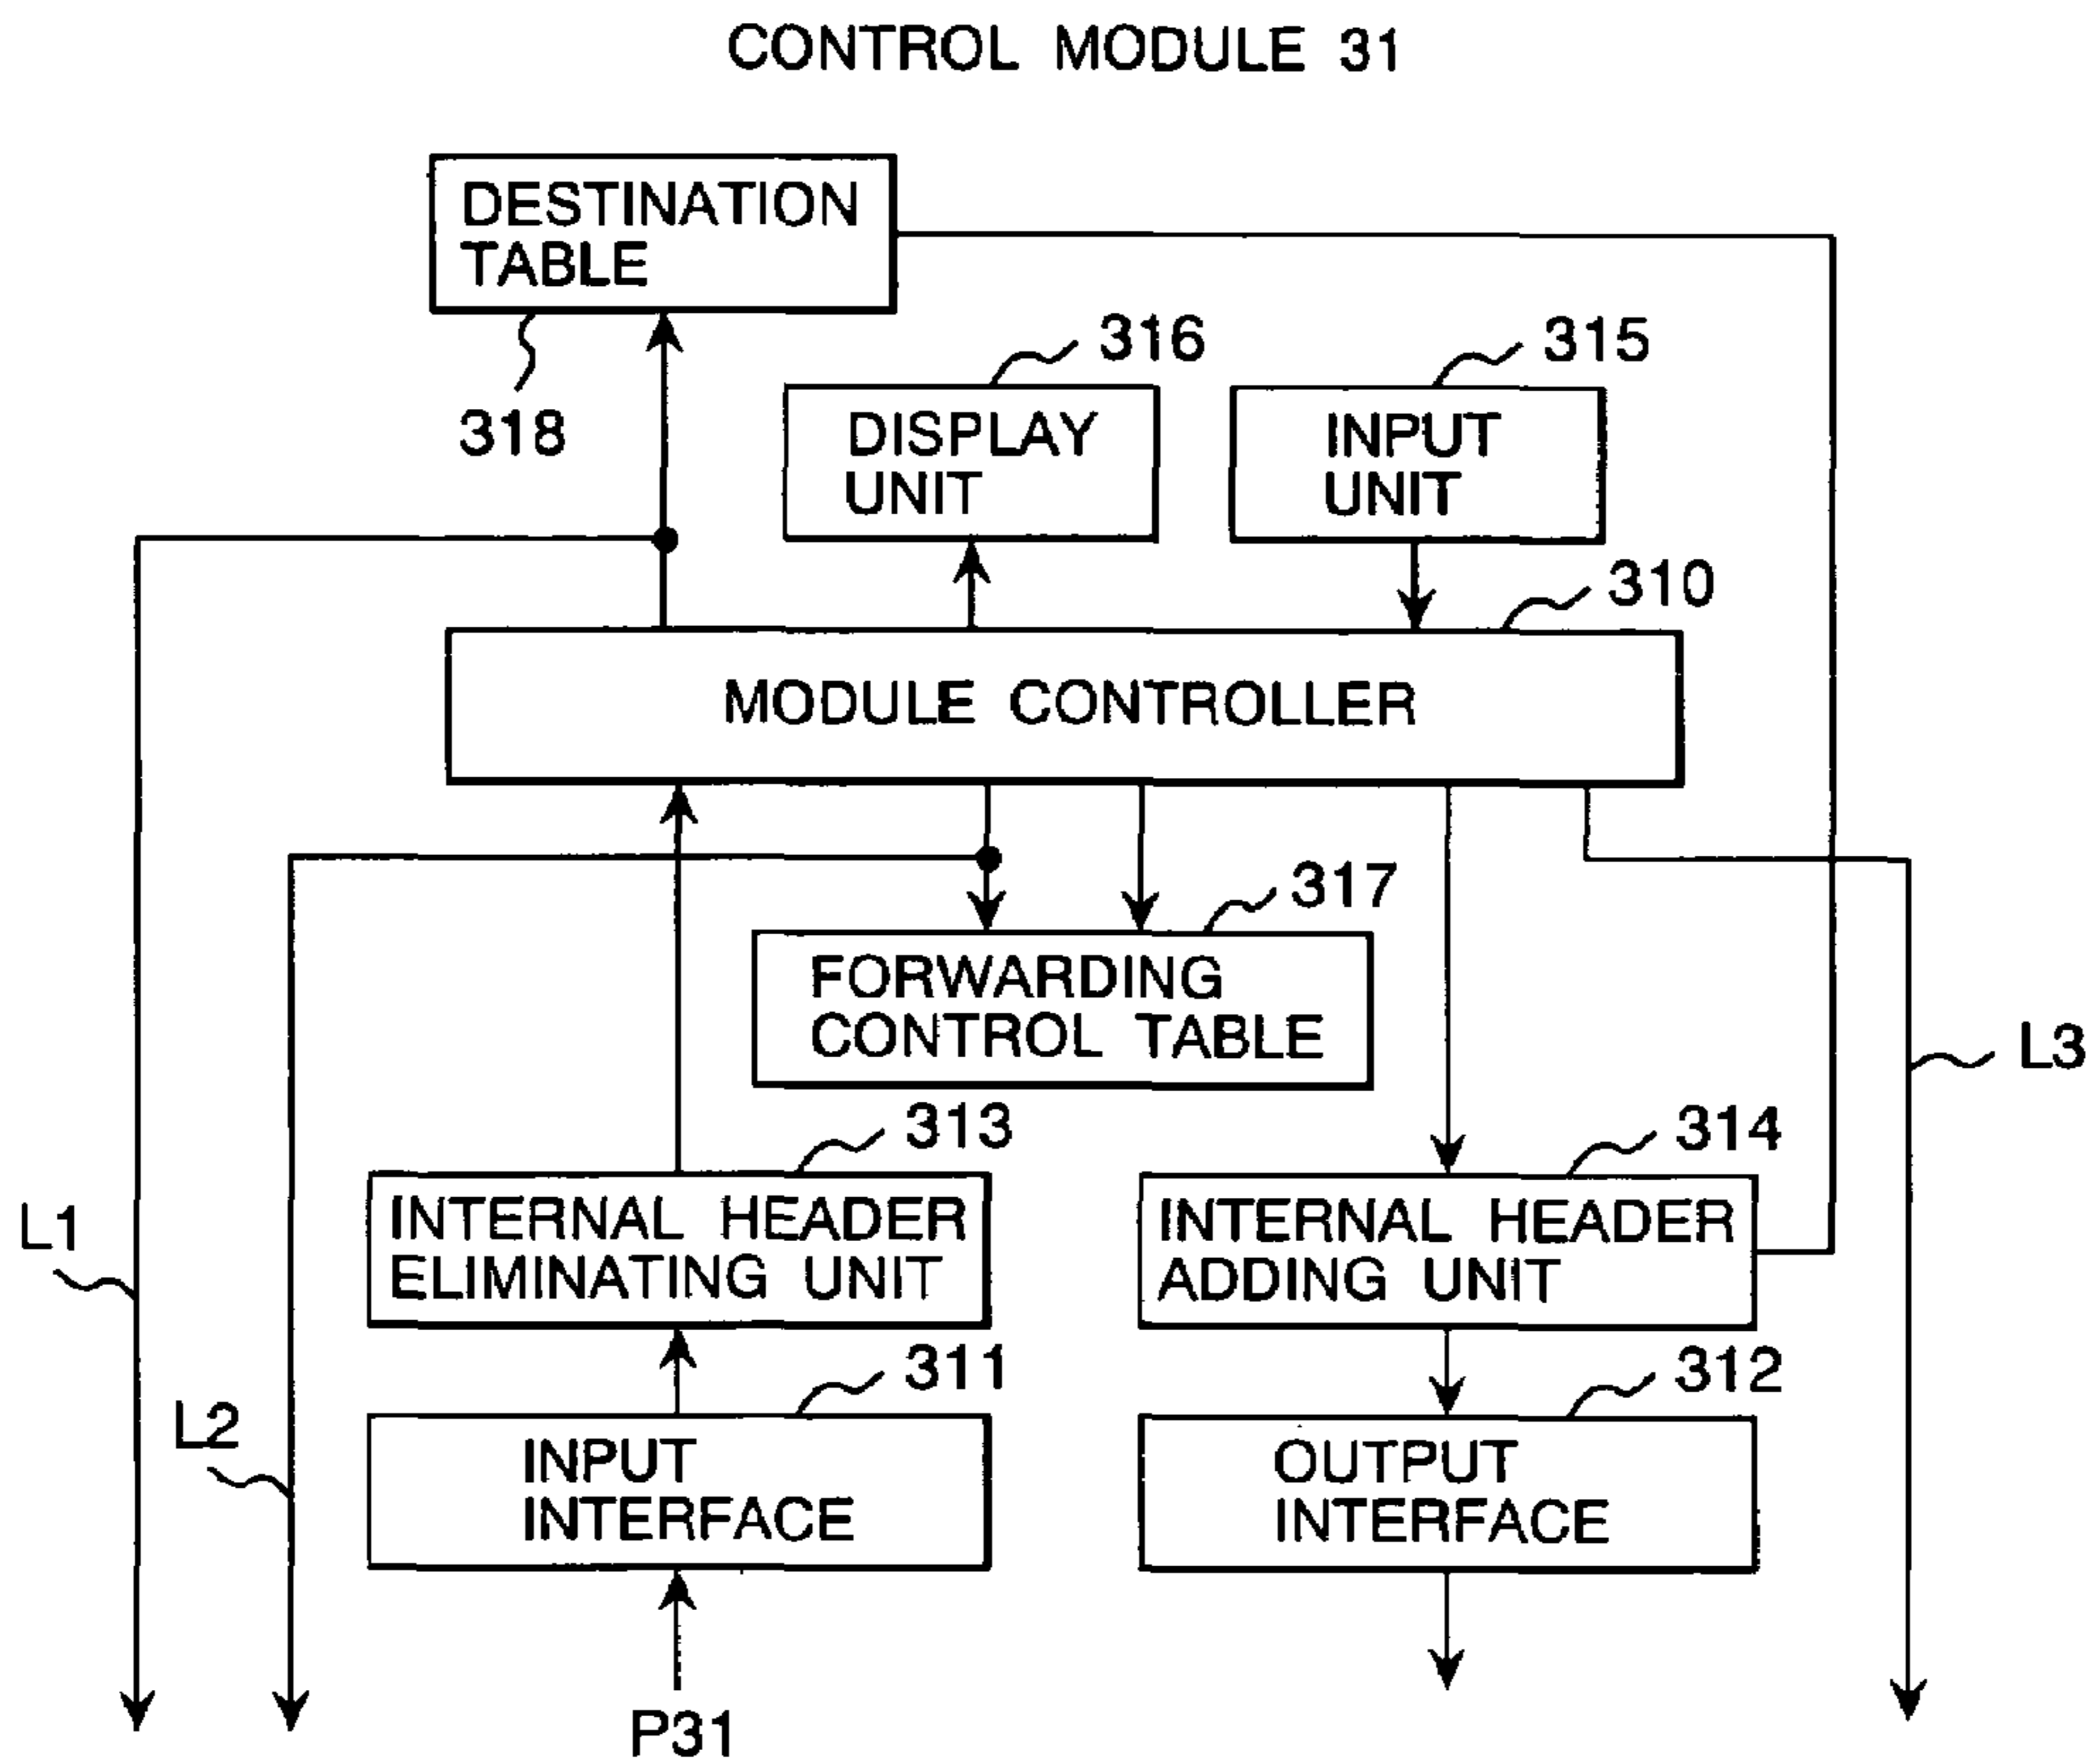 CONTROL MODULE 31
DESTINATION
TABLE
318
316
315
DISPLAY
UNIT
INPUT
UNIT
310
MODULE CONTROLLER
317
FORWARDING
CONTROL TABLE
L3
313
314
L1
INTERNAL HEADER
ELIMINATING UNIT
INTERNAL HEADER
ADDING UNIT
311
312
L2
INPUT
INTERFACE
OUTPUT
INTERFACE
P31